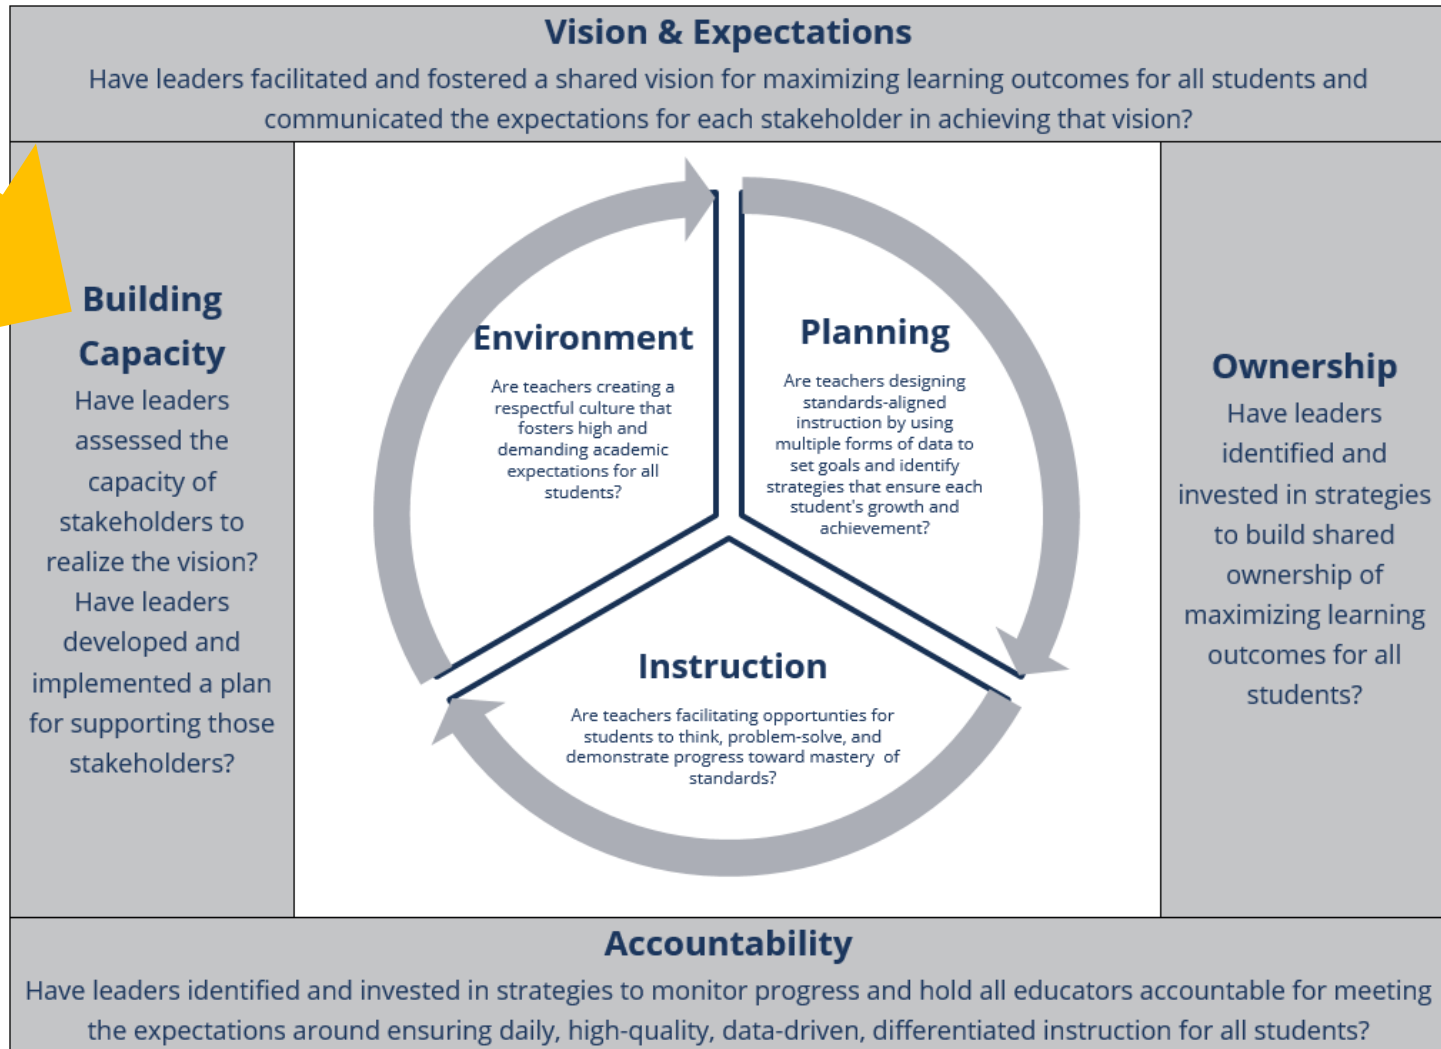 Vision & Expectations
Have leaders facilitated and fostered a shared vision for maximizing learning outcomes for all students and
communicated the expectations for each stakeholder in achieving that vision?
Building
Capacity
Have leaders
assessed the
capacity of
stakeholders to
realize the vision?
Have leaders
developed and
implemented a plan
for supporting those
stakeholders?
Environment
Are teachers creating a
respectful culture that
fosters high and
demanding academic
expectations for all
students?
Planning
Are teachers designing
standards-aligned
instruction by using
multiple forms of data to
set goals and identify
strategies that ensure each
student's growth and
achievement?
Instruction
Are teachers facilitating opportunties for
students to think, problem-solve, and
demonstrate progress toward mastery of
standards?
Ownership
Have leaders
identified and
invested in strategies
to build shared
ownership of
maximizing learning
outcomes for all
students?
Accountability
Have leaders identified and invested in strategies to monitor progress and hold all educators accountable for meeting
the expectations around ensuring daily, high-quality, data-driven, differentiated instruction for all students?